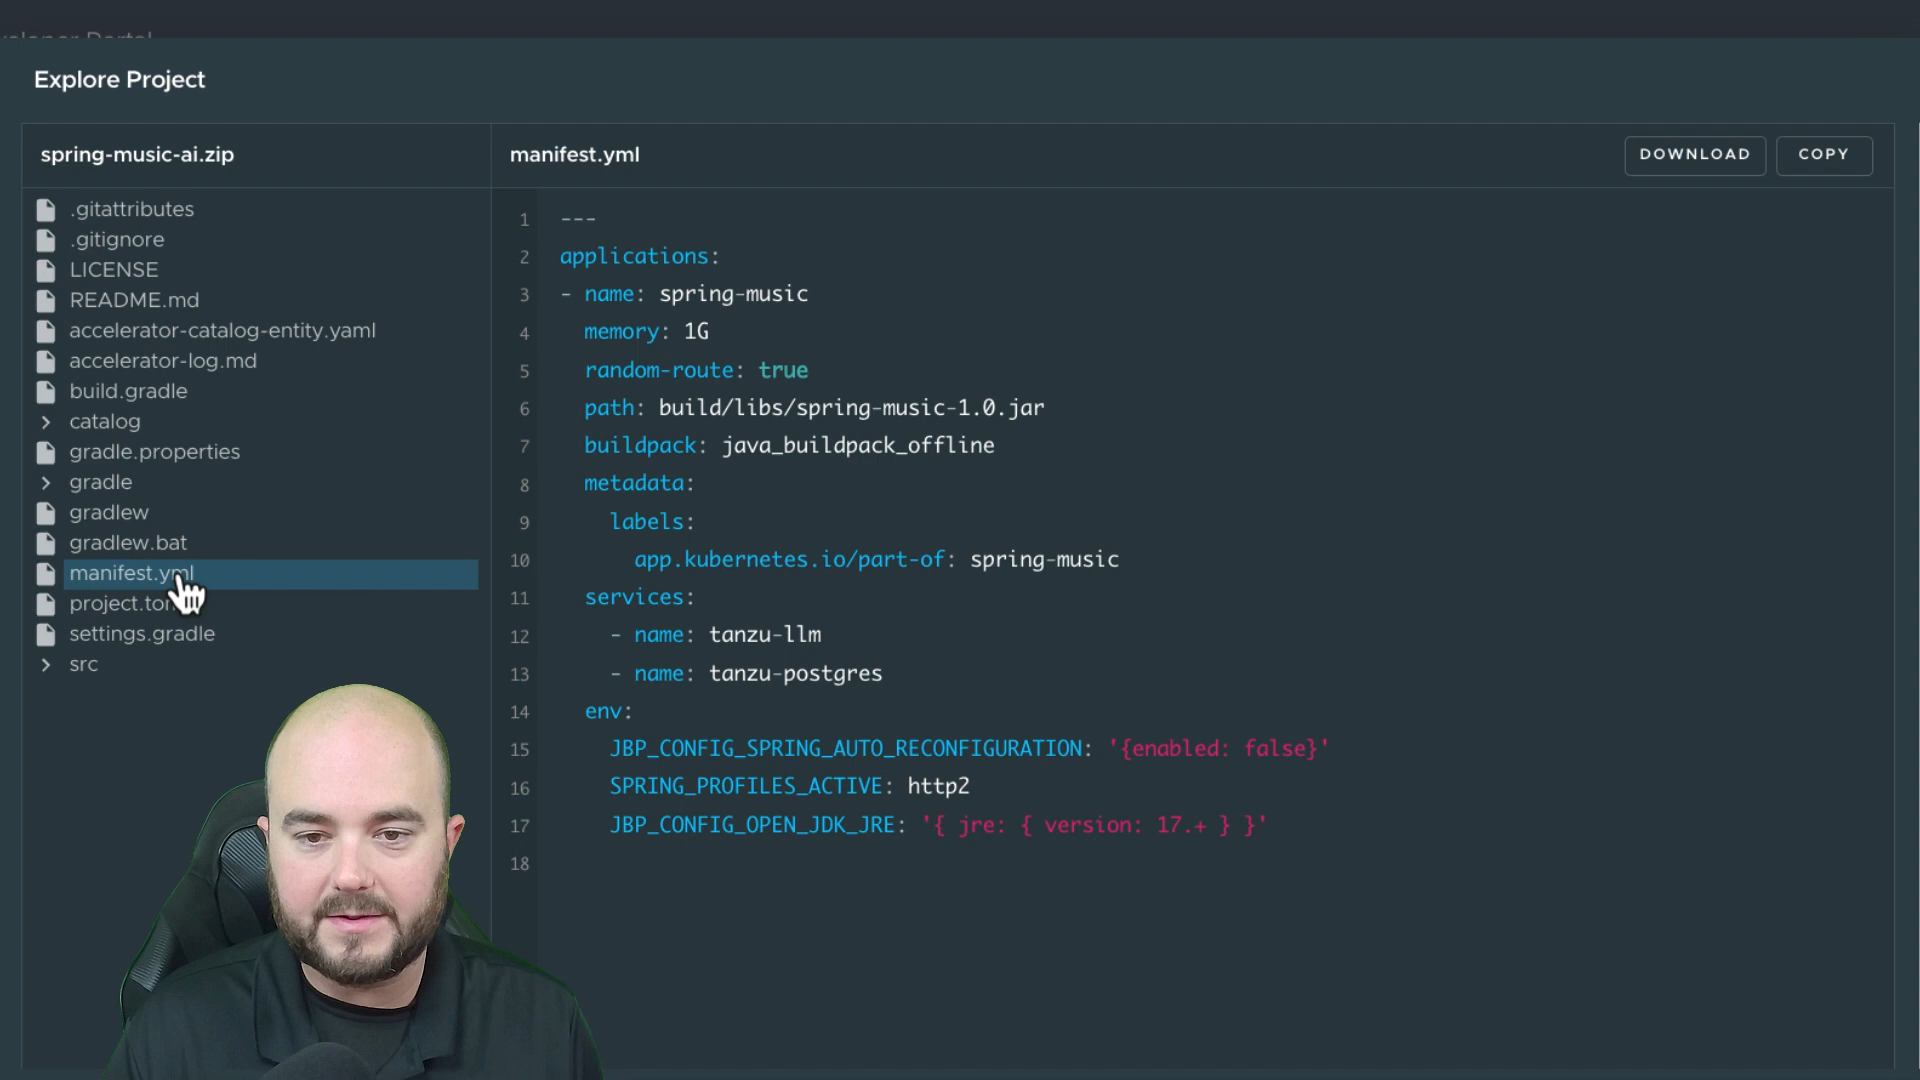 Developer Portal
Explore Project
spring-music-ai.zip
manifest.yml
DOWNLOAD
COPY
.gitattributes
.gitignore
LICENSE
README.md
accelerator-catalog-entity.yaml
accelerator-log.md
build.gradle
catalog
gradle.properties
gradle
gradlew
gradlew.bat
manifest.yml
settings.gradle
src
1 ---
2 applications:
3 - name: spring-music
4 memory: 1G
5 random-route: true
6 path: build/libs/spring-music-1.0.jar
7 buildpack: java_buildpack_offline
8 metadata:
9 labels:
10 app.kubernetes.io/part-of: spring-music
11 services:
12 - name: tanzu-llm
13 - name: tanzu-postgres
14 env:
15 JBP_CONFIG_SPRING_AUTO_RECONFIGURATION: '{enabled: false}'
16 SPRING_PROFILES_ACTIVE: http2
17 JBP_CONFIG_OPEN_JDK_JRE: '{ jre: { version: 17.+ } }'
18